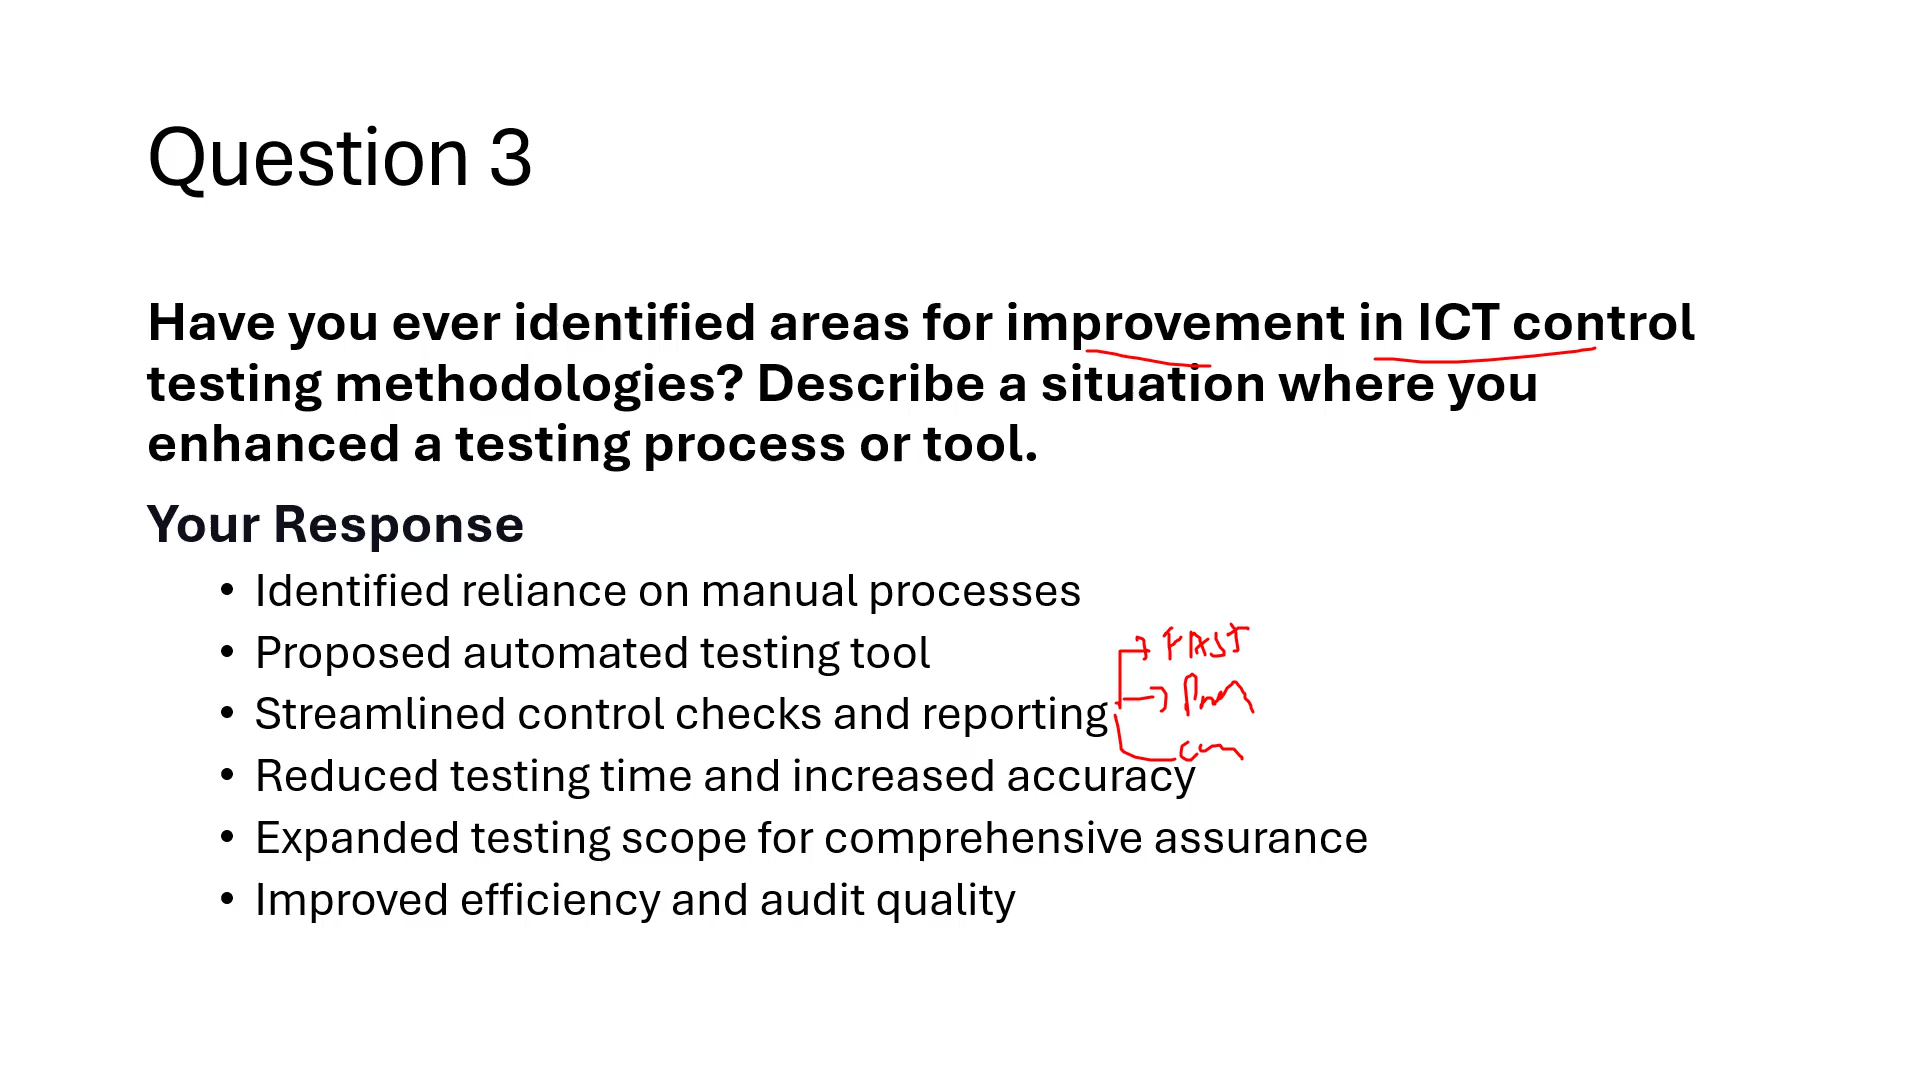 Question 3
Have you ever identified areas for improvement in ICT control
testing methodologies? Describe a situation where you
enhanced a testing process or tool.
Your Response
• Identified reliance on manual processes
• Proposed automated testing tool
FAST
• Streamlined control checks and reporting
• Reduced testing time and increased accuracy
• Expanded testing scope for comprehensive assurance
• Improved efficiency and audit quality